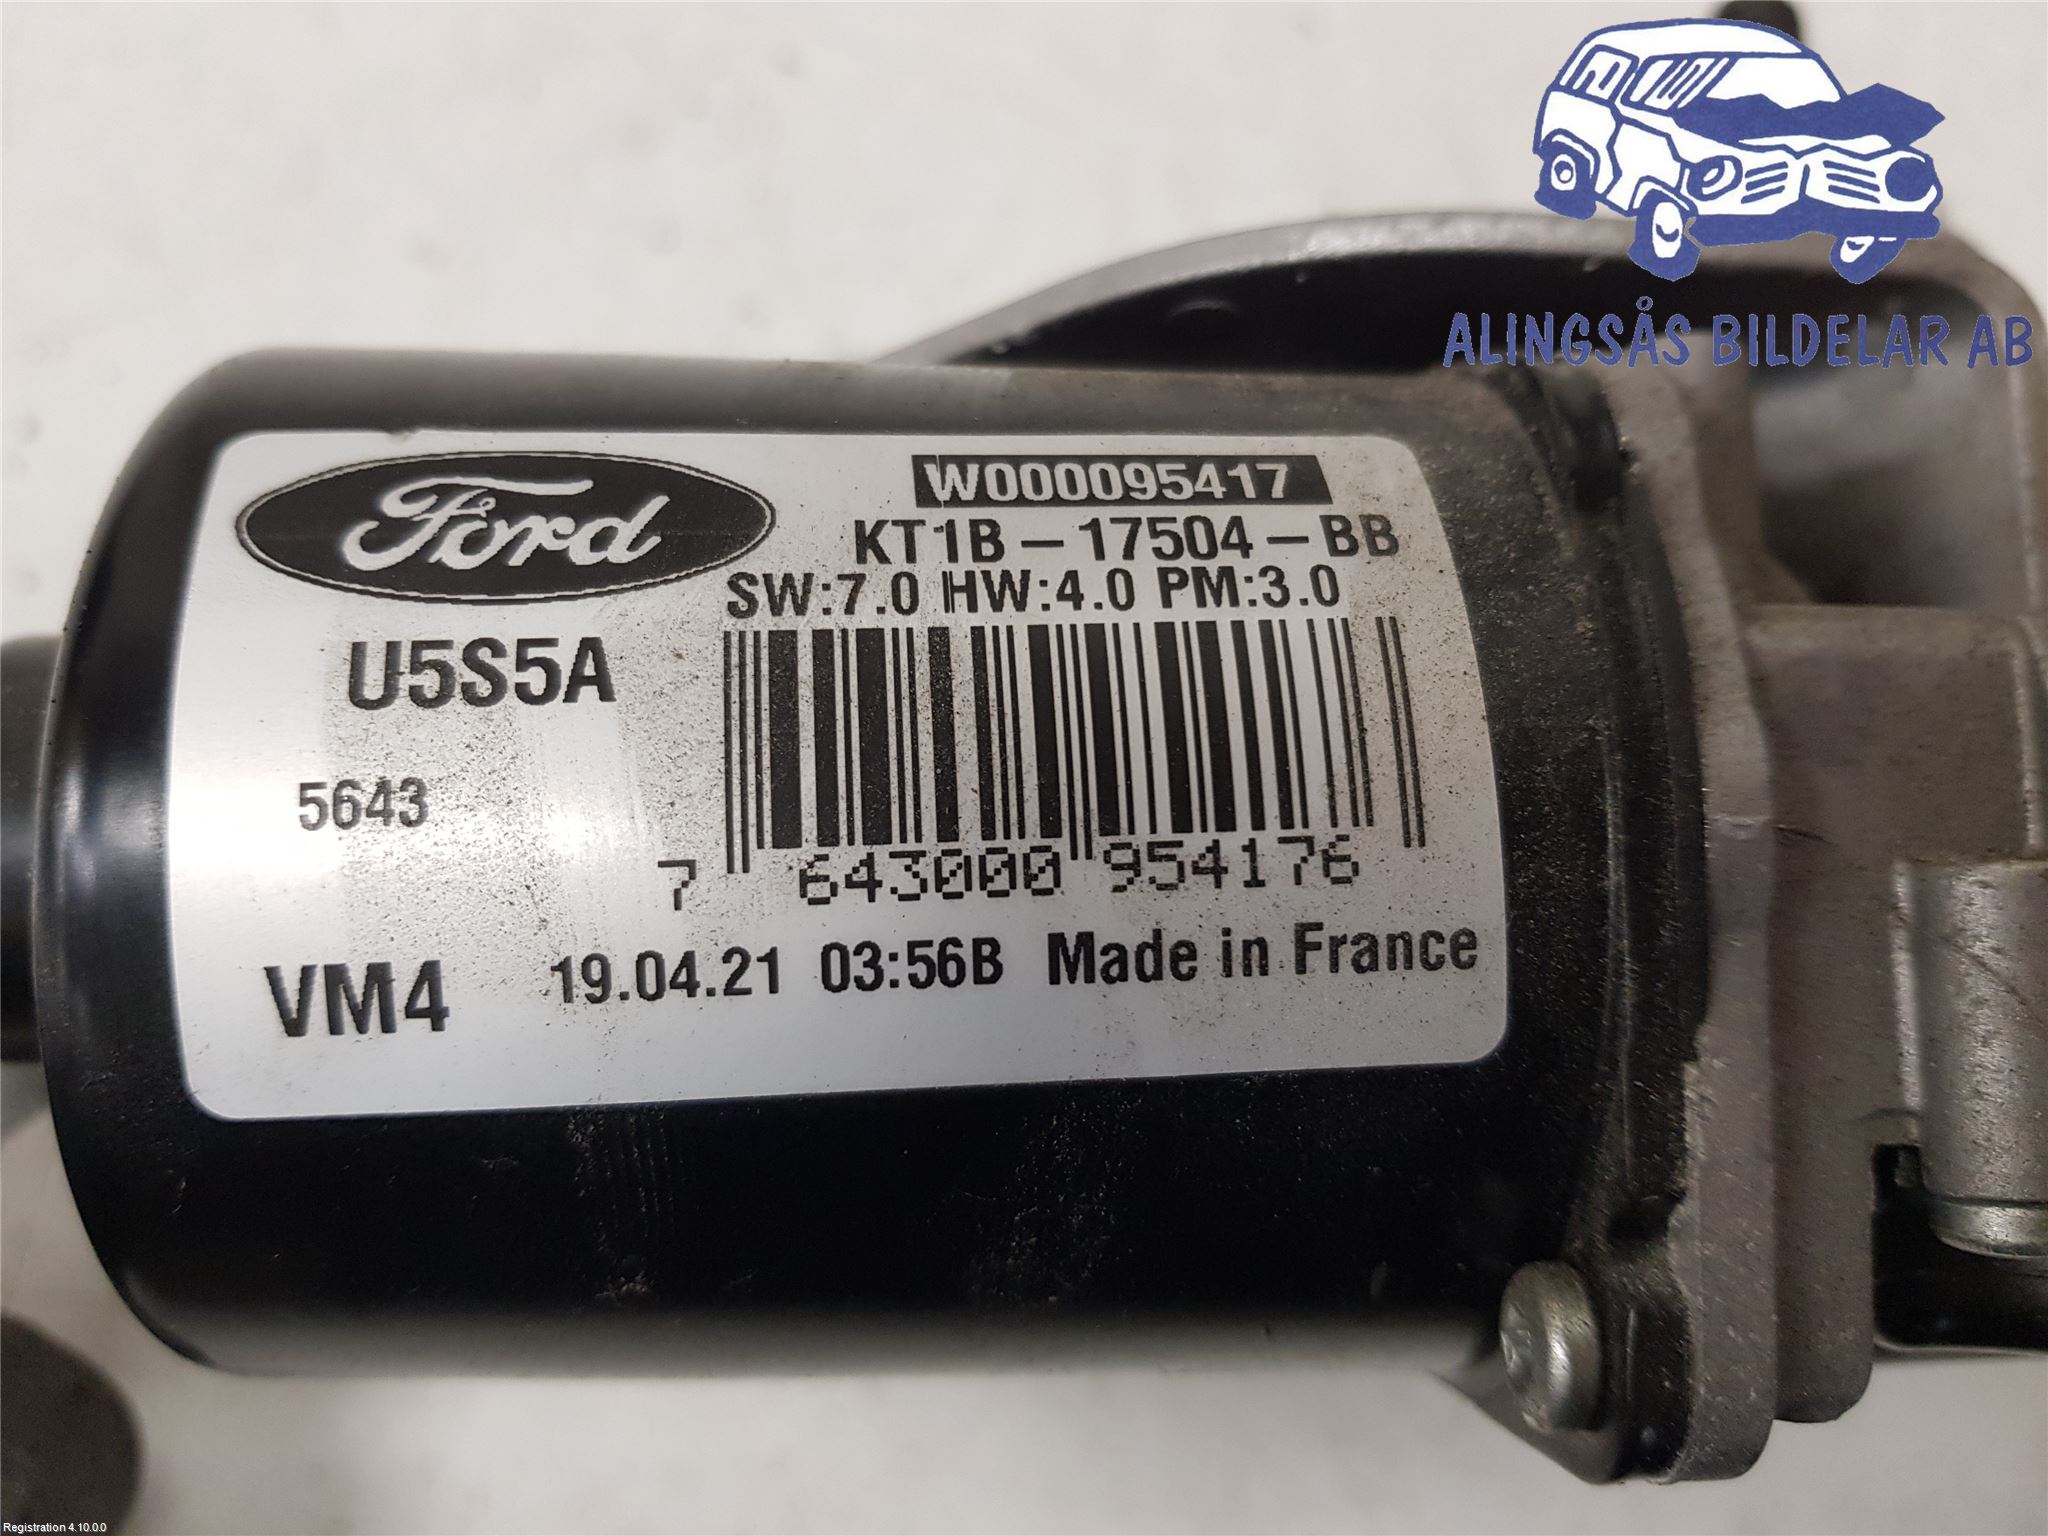 ALINGSÅS BILDELAR AB
Ford
W000095417
KT1B-17504-BB
SW:7.0 HW:4.0 PM:3.0
U5S5A
5643
7 643000 954176
VM4 19.04.21 03:56B Made in France
Registration 4.10.0.0